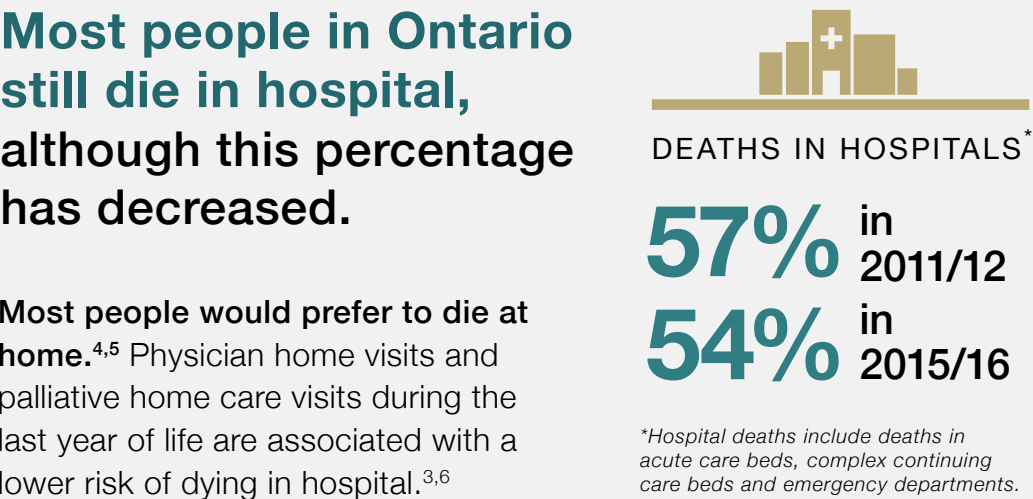 Most people in Ontario
still die in hospital,
although this percentage
has decreased.
Most people would prefer to die at
home.4,5 Physician home visits and
palliative home care visits during the
last year of life are associated with a
lower risk of dying in hospital.3,6
DEATHS IN HOSPITALS*
57% in
2011/12
54% in
2015/16
*Hospital deaths include deaths in
acute care beds, complex continuing
care beds and emergency departments.